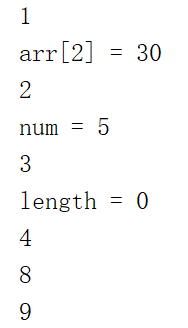 1
arr[2] = 30
2
num = 5
3
length = 0
4
8
9